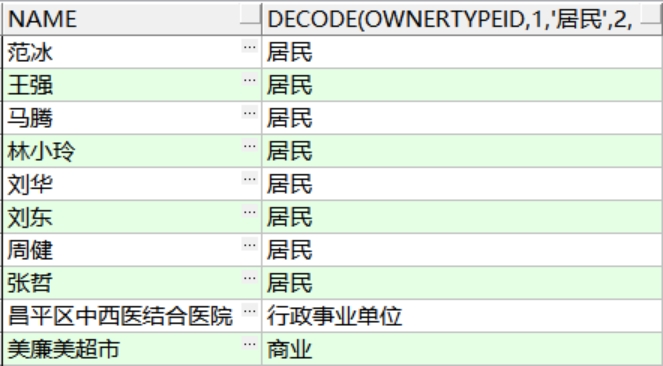 NAME DECODE(OWNERTYPEID,1,'居民',2,
范冰 ... 居民
王强 ... 居民
马腾 ... 居民
林小玲 ... 居民
刘华 ... 居民
刘东 ... 居民
周健 ... 居民
张哲 ... 居民
昌平区中西医结合医院 ... 行政事业单位
美廉美超市 ... 商业